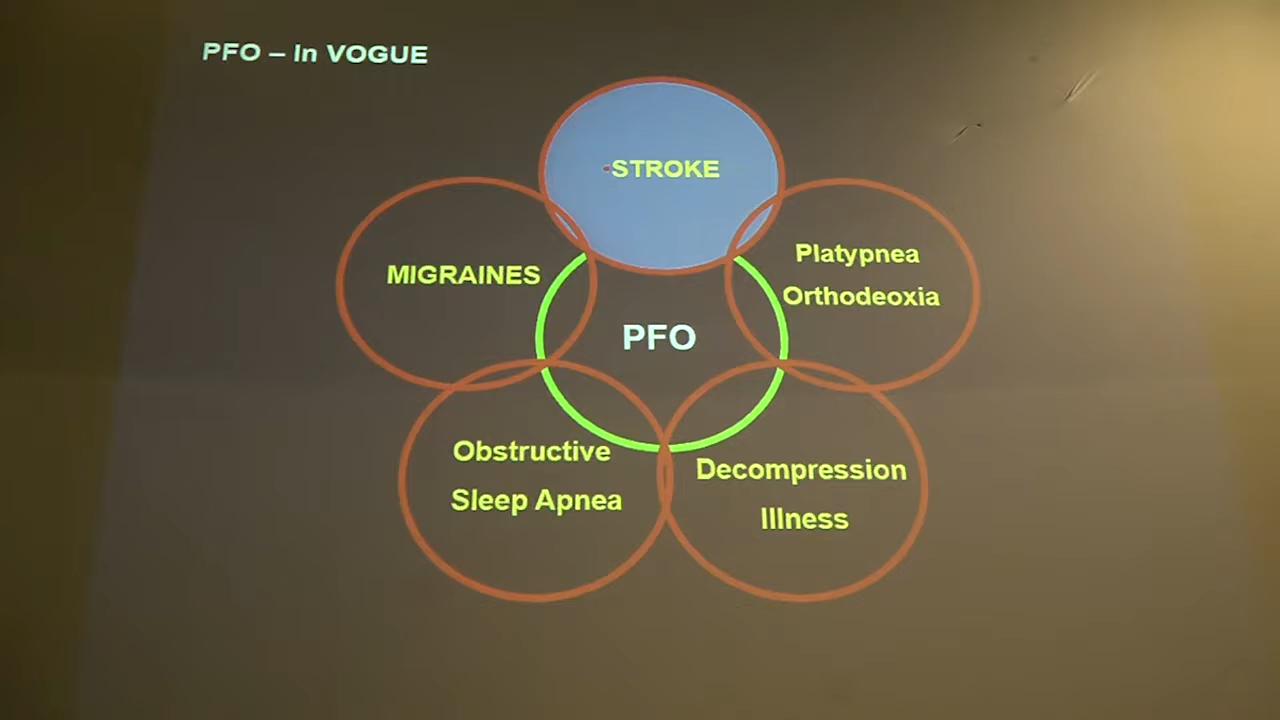 PFO – In VOGUE
STROKE
MIGRAINES
Platypnea
Orthodeoxia
PFO
Obstructive
Sleep Apnea
Decompression
Illness